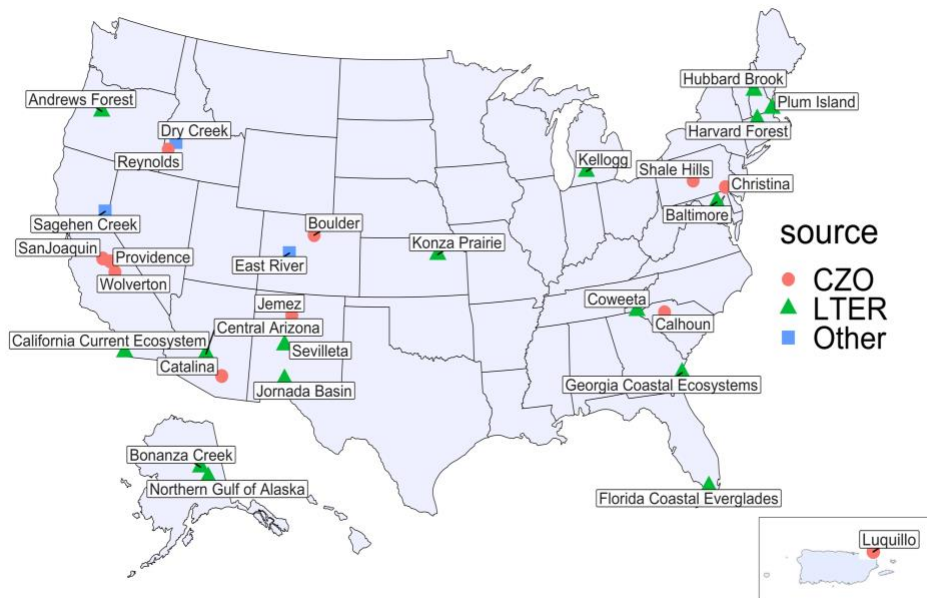 Hubbard Brook
Andrews Forest
Plum Island
Dry Creek
Harvard Forest
Reynolds
Kellogg
Shale Hills
Christina
Baltimore
Sagehen Creek
Boulder
SanJoaquin
Providence
Konza Prairie
East River
Wolverton
source
CZO
LTER
Other
Jemez
Central Arizona
Coweeta
California Current Ecosystem
Sevilleta
Calhoun
Catalina
Jornada Basin
Georgia Coastal Ecosystems
Bonanza Creek
Northern Gulf of Alaska
Florida Coastal Everglades
Luquillo